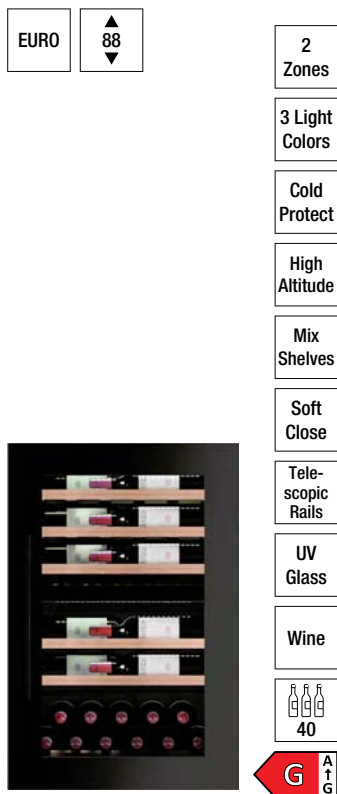 EURO
88
2
Zones
3 Light
Colors
Cold
Protect
High
Altitude
Mix
Shelves
Soft
Close
Tele-
scopic
Rails
UV
Glass
Wine
40
G
A
↑
G